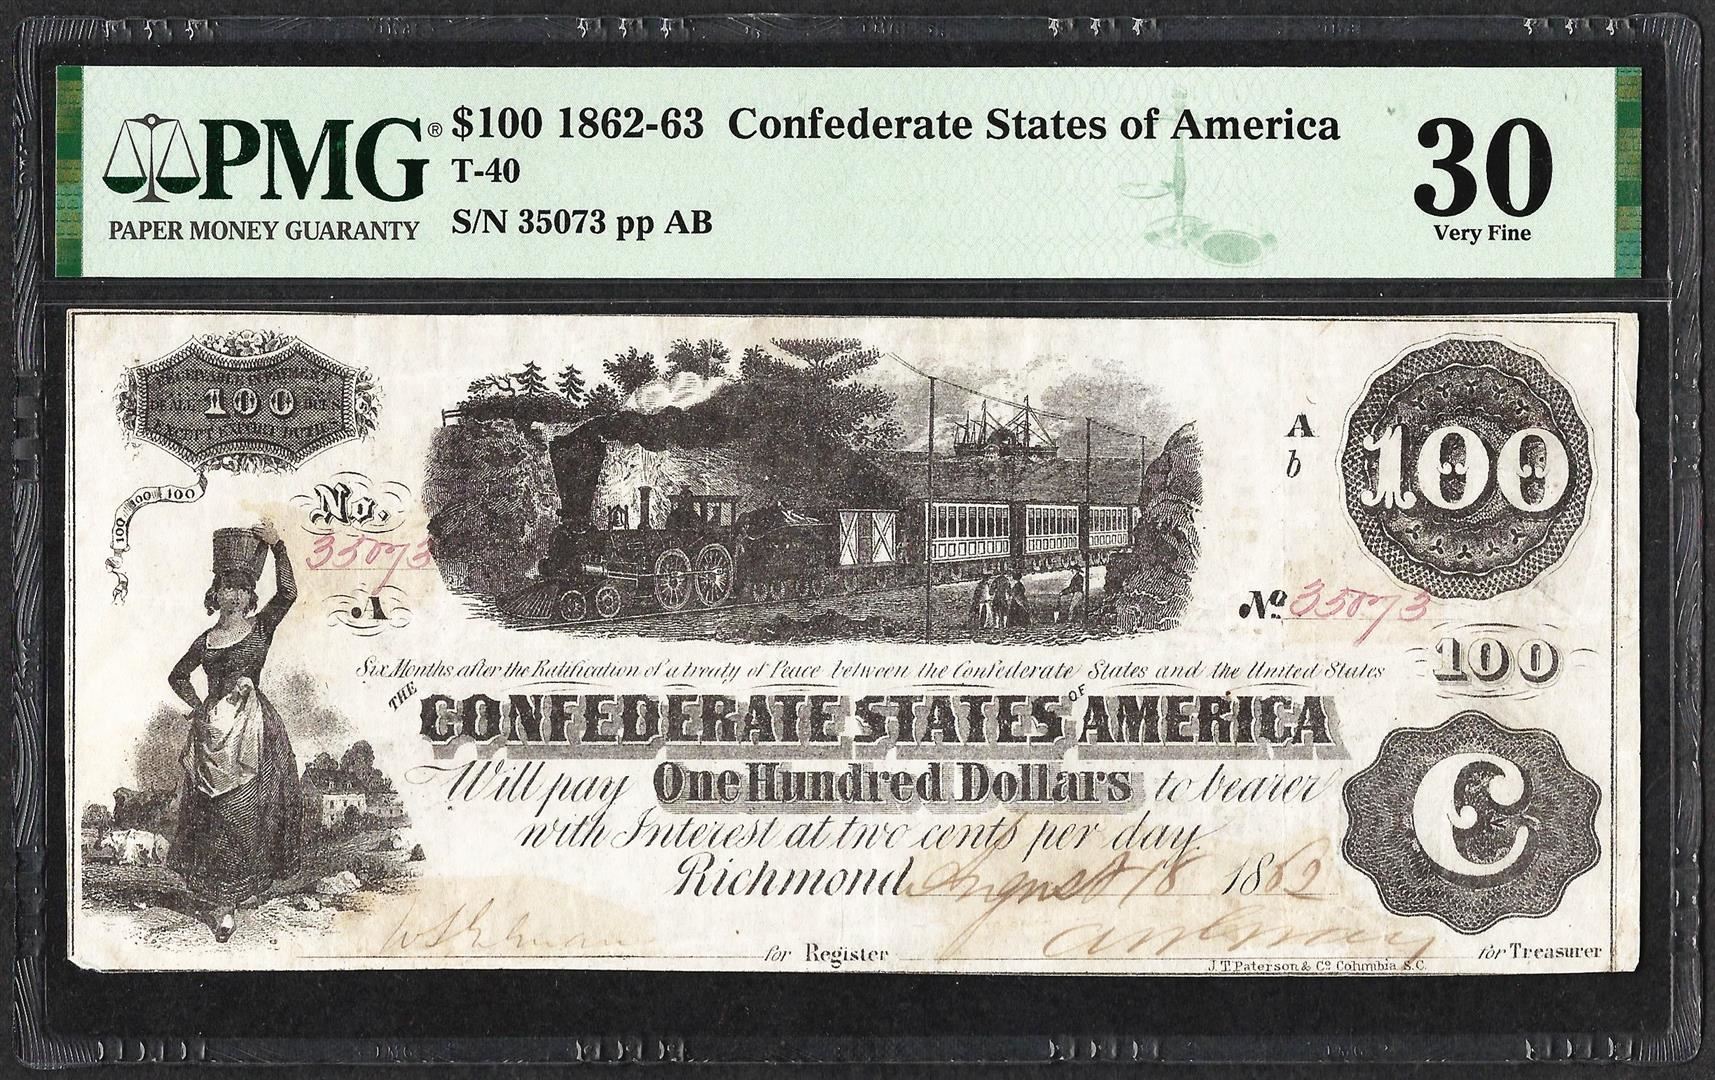 PMG®
PAPER MONEY GUARANTY
$100 1862-63 Confederate States of America
T-40
S/N 35073 pp AB
30
Very Fine
100
100 100 100
No.
35073
A
A
b
100
No. 35073
100
Six Months after the Ratification of a treaty of Peace between the Confederate States and the United States
THE CONFEDERATE STATES OF AMERICA
Will pay One Hundred Dollars to bearer
with Interest at two cents per day.
Richmond August 18 1862
C
for Register
for Treasurer
J.T. Paterson & Co. Columbia S.C.